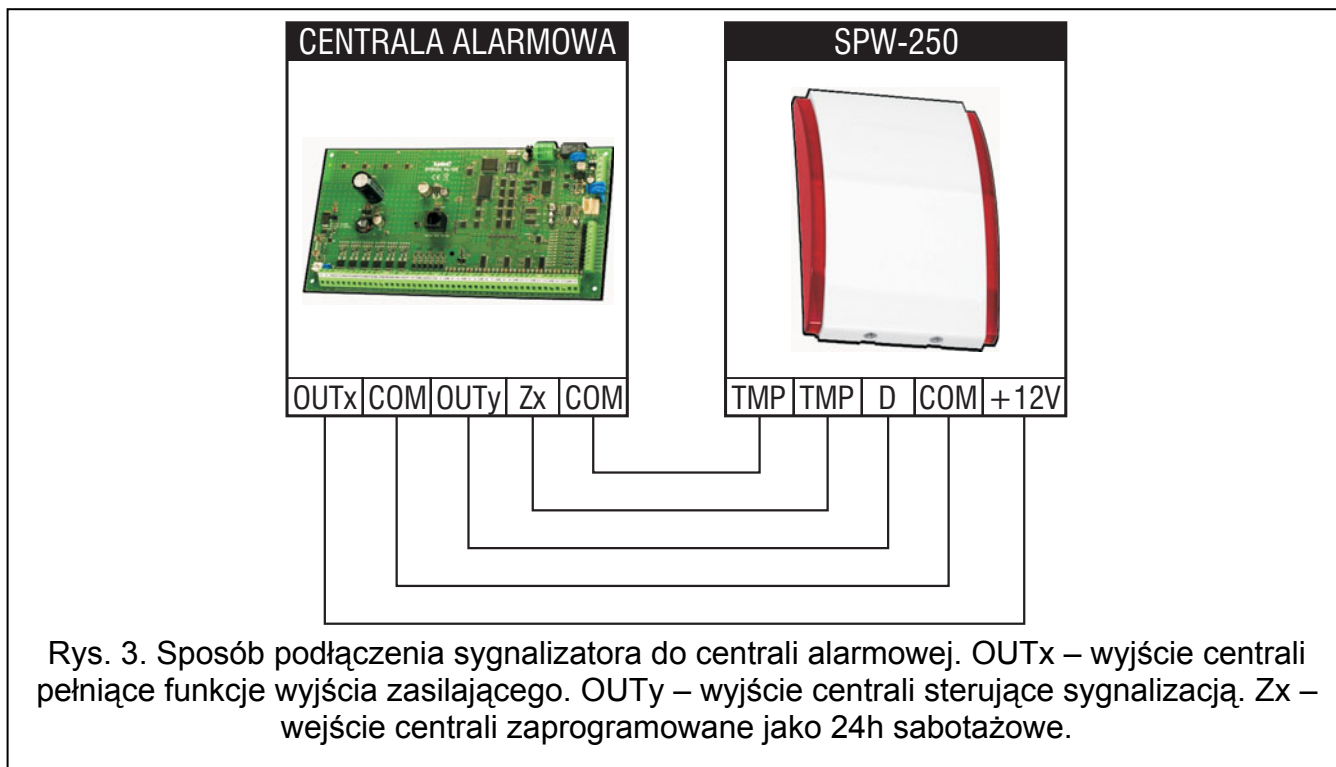 CENTRALA ALARMOWA
SPW-250
OUTx COM OUTy Zx COM
TMP TMP D COM +12V
Rys. 3. Sposób podłączenia sygnalizatora do centrali alarmowej. OUTx – wyjście centrali
pełniące funkcje wyjścia zasilającego. OUTy – wyjście centrali sterujące sygnalizacją. Zx –
wejście centrali zaprogramowane jako 24h sabotażowe.